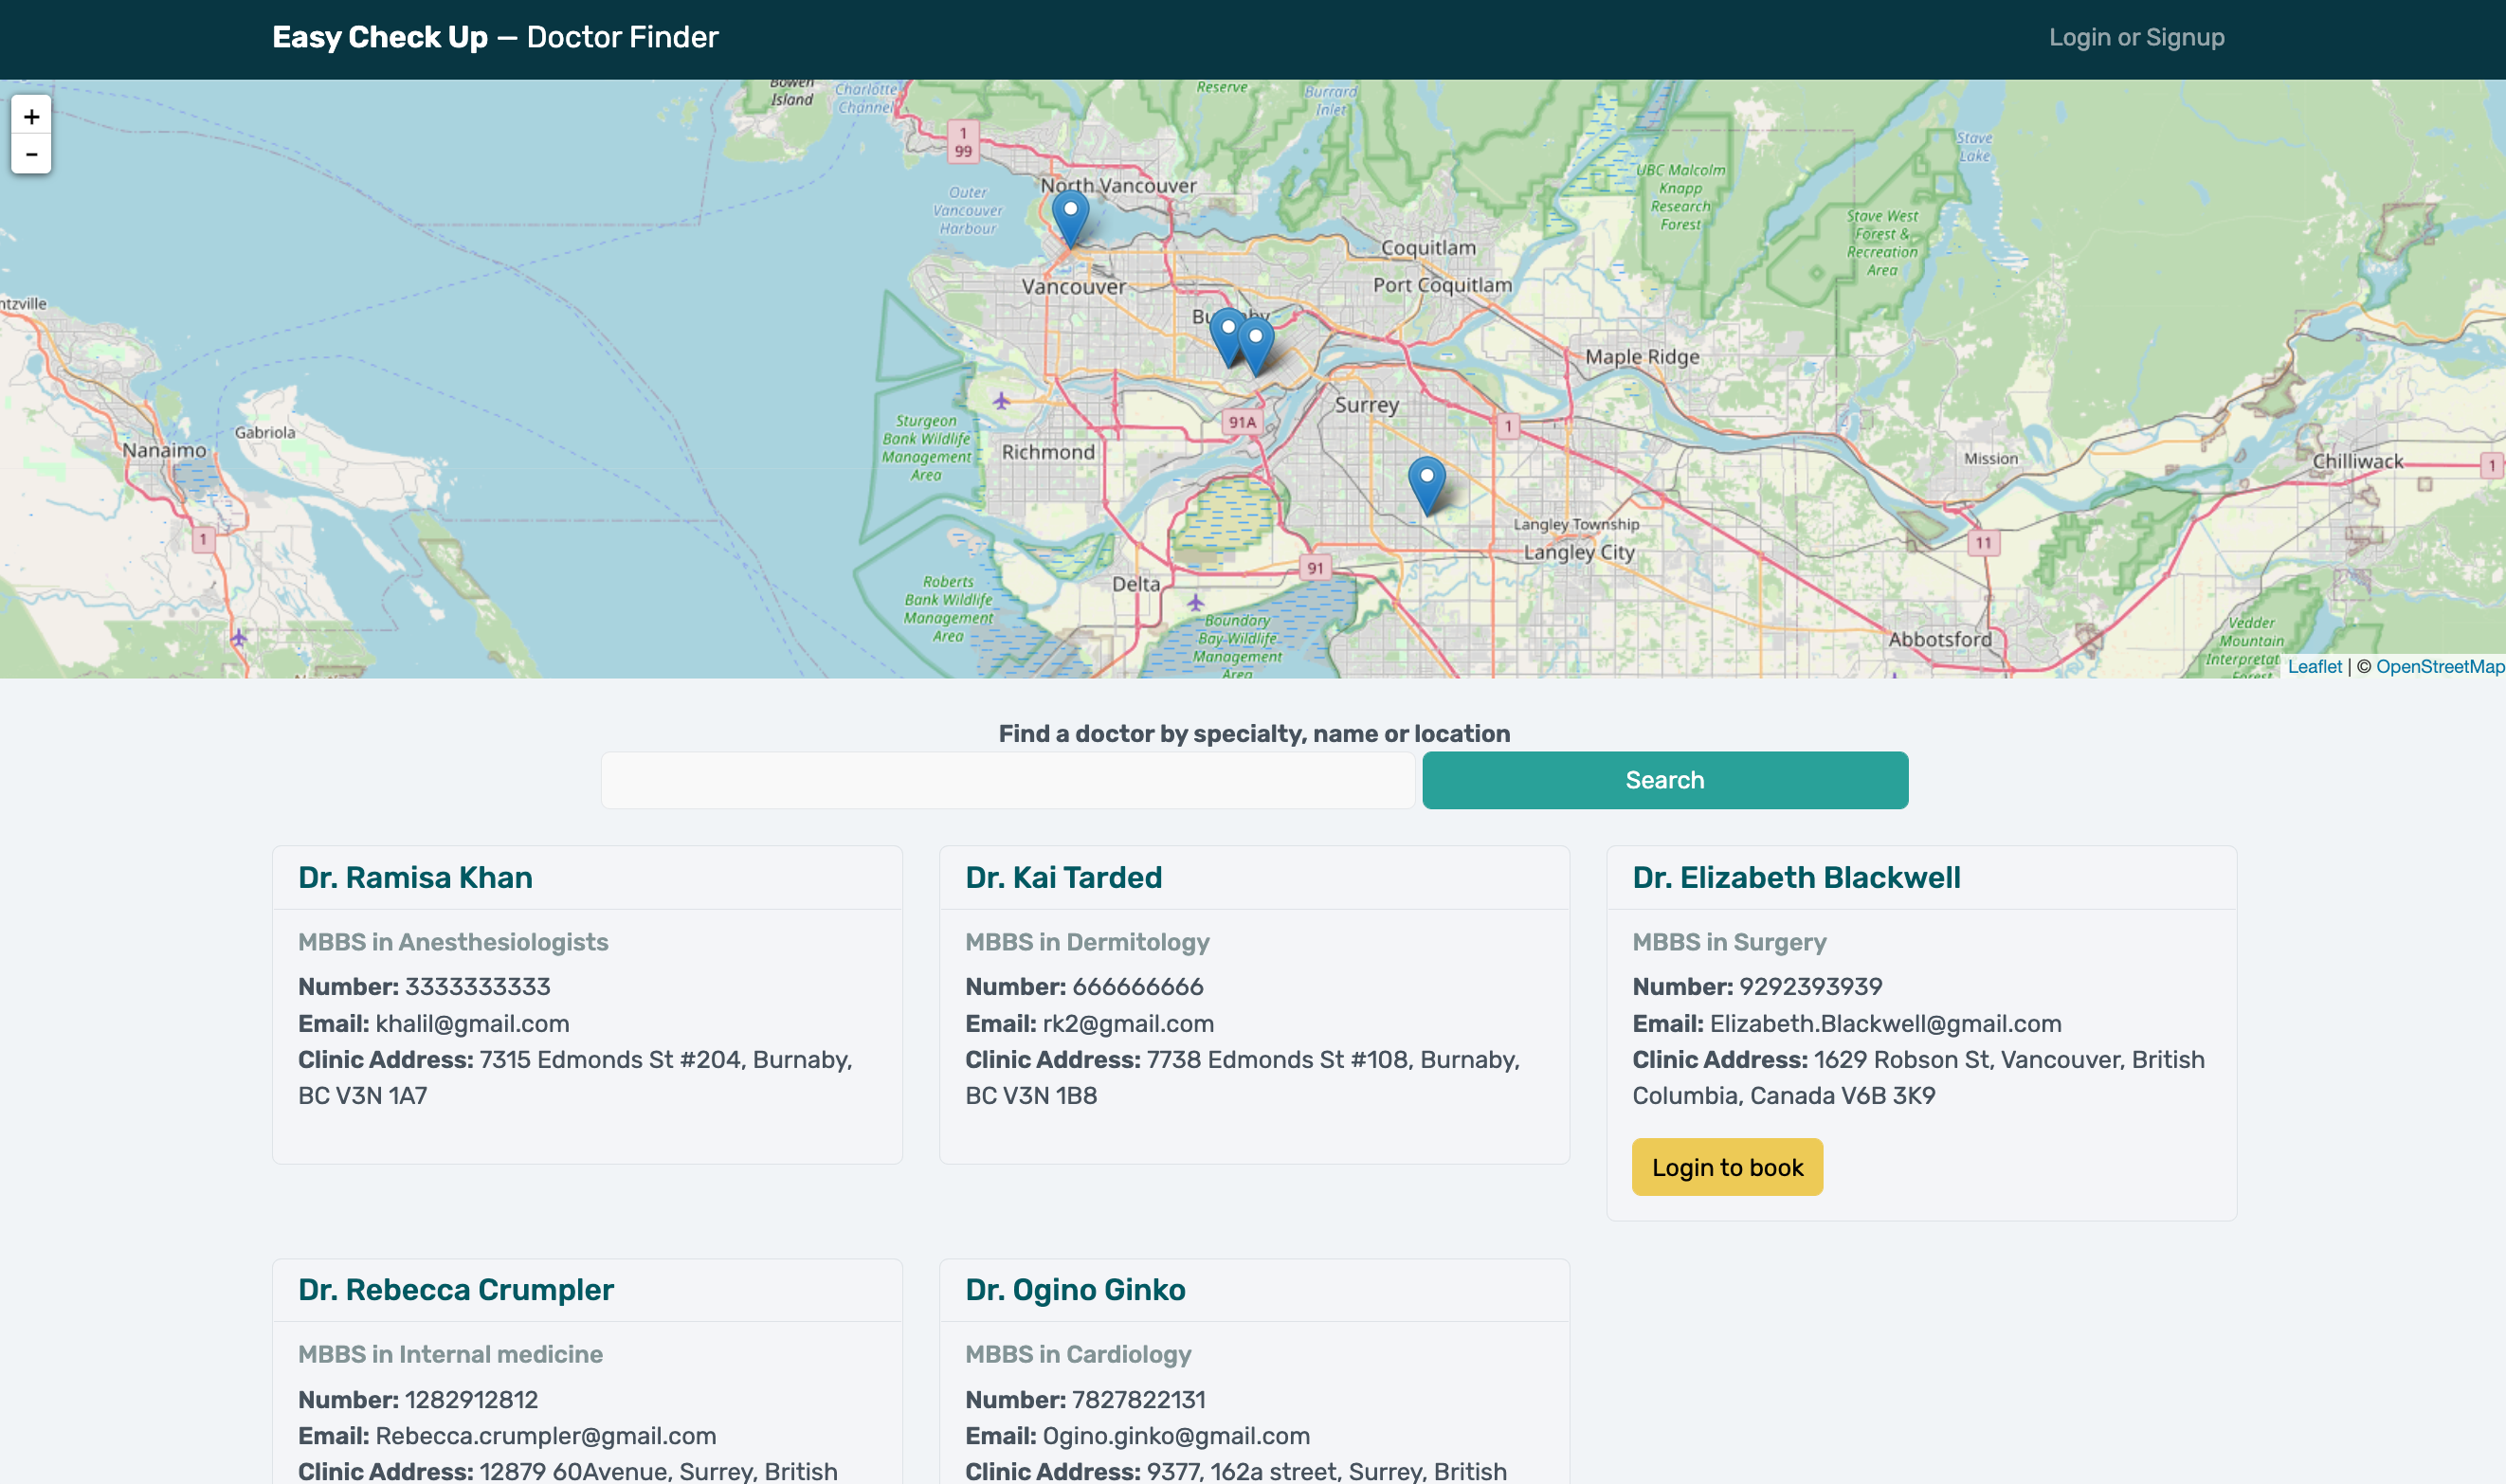 Easy Check Up — Doctor Finder
Login or Signup
+
-
Bowen
Island
Charlotte
Channel
Reserve
Burrard
Inlet
Stave
Lake
1
99
North Vancouver
Outer
Vancouver
Harbour
UBC Malcolm
Knapp
Research
Forest
Stave West
Forest &
Recreation
Area
Coquitlam
Port Coquitlam
Vancouver
ntzville
Maple Ridge
Surrey
91A
1
Sturgeon
Bank Wildlife
Management
Area
Richmond
Nanaimo
Gabriola
Mission
Chilliwack
1
Langley Township
Langley City
1
11
91
Delta
Roberts
Bank Wildlife
Management
Area
Boundary
Bay Wildlife
Management
Area
Abbotsford
Vedder
Mountain
Interpretat
Forest
Leaflet | © OpenStreetMap
Find a doctor by specialty, name or location
Search
Dr. Ramisa Khan
MBBS in Anesthesiologists
Number: 3333333333
Email: khalil@gmail.com
Clinic Address: 7315 Edmonds St #204, Burnaby,
BC V3N 1A7
Dr. Kai Tarded
MBBS in Dermitology
Number: 666666666
Email: rk2@gmail.com
Clinic Address: 7738 Edmonds St #108, Burnaby,
BC V3N 1B8
Dr. Elizabeth Blackwell
MBBS in Surgery
Number: 9292393939
Email: Elizabeth.Blackwell@gmail.com
Clinic Address: 1629 Robson St, Vancouver, British
Columbia, Canada V6B 3K9
Login to book
Dr. Rebecca Crumpler
MBBS in Internal medicine
Number: 1282912812
Email: Rebecca.crumpler@gmail.com
Clinic Address: 12879 60Avenue, Surrey, British
Dr. Ogino Ginko
MBBS in Cardiology
Number: 7827822131
Email: Ogino.ginko@gmail.com
Clinic Address: 9377, 162a street, Surrey, British